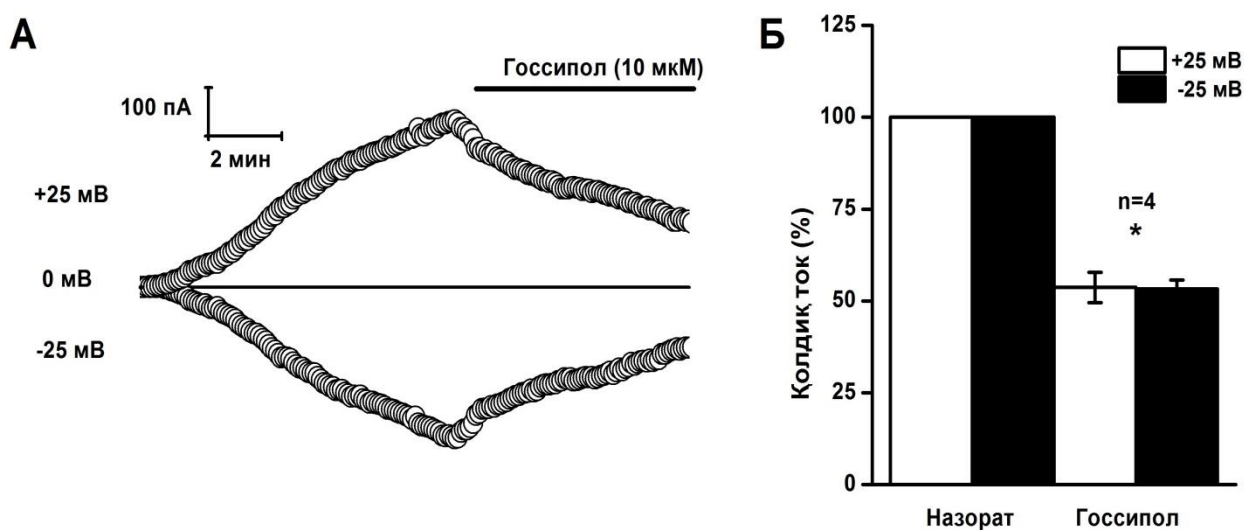 А
Госсипол (10 мкМ)
100 пА
2 мин
+25 мВ
0 мВ
-25 мВ
Б
+25 мВ
-25 мВ
Қолдиқ ток (%)
125
100
75
50
25
0
n=4
*
Назорат
Госсипол